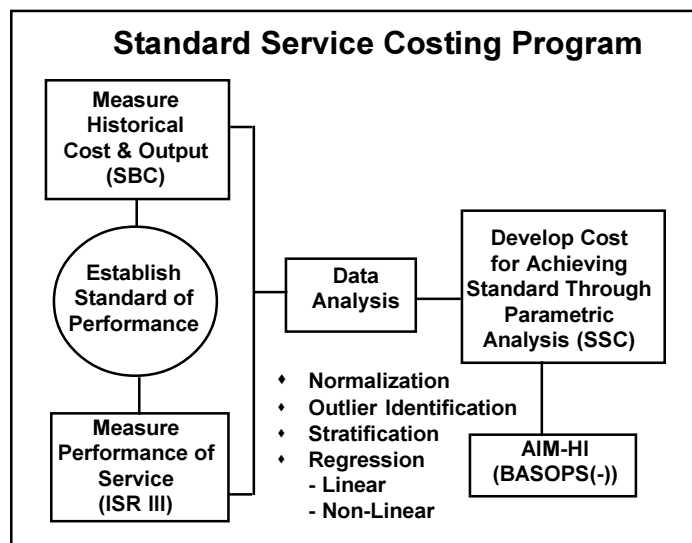 Standard Service Costing Program
Measure
Historical
Cost & Output
(SBC)
Establish
Standard of
Performance
Measure
Performance of
Service
(ISR III)
Data
Analysis
♦ Normalization
♦ Outlier Identification
♦ Stratification
♦ Regression
- Linear
- Non-Linear
Develop Cost
for Achieving
Standard Through
Parametric
Analysis (SSC)
AIM-HI
(BASOPS(-))